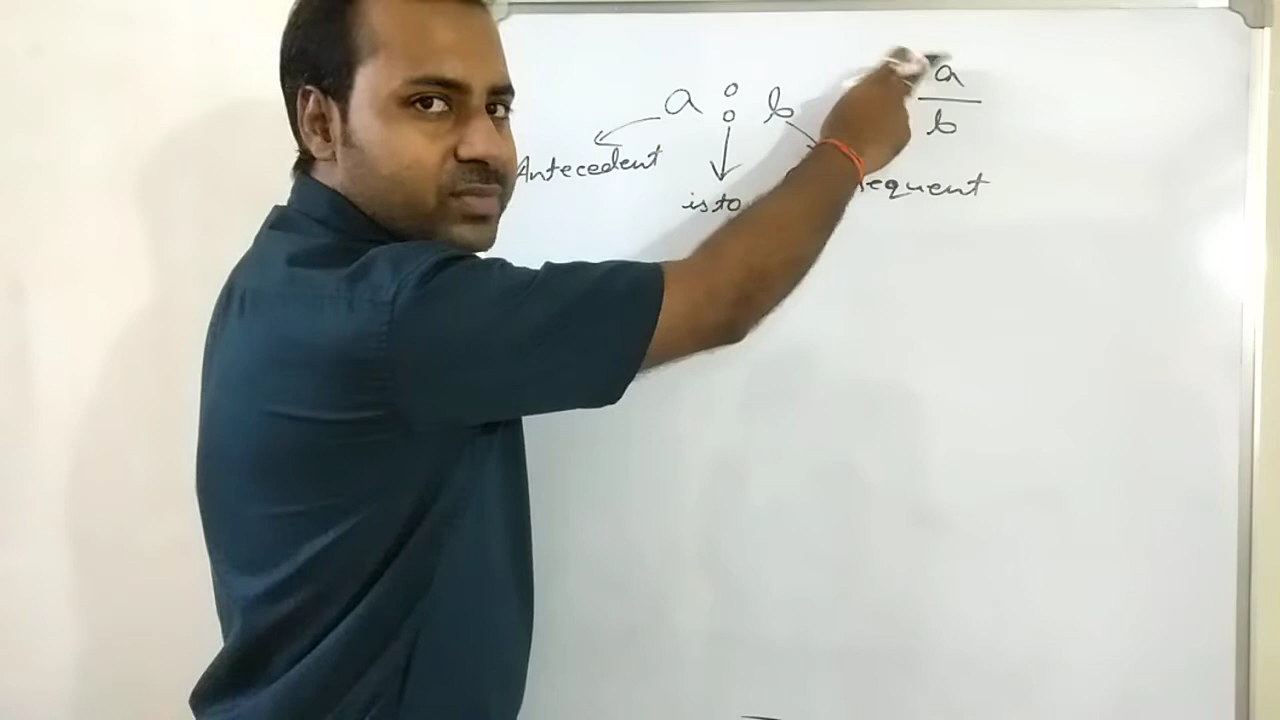 a : b a/b
Antecedent
is to
equent